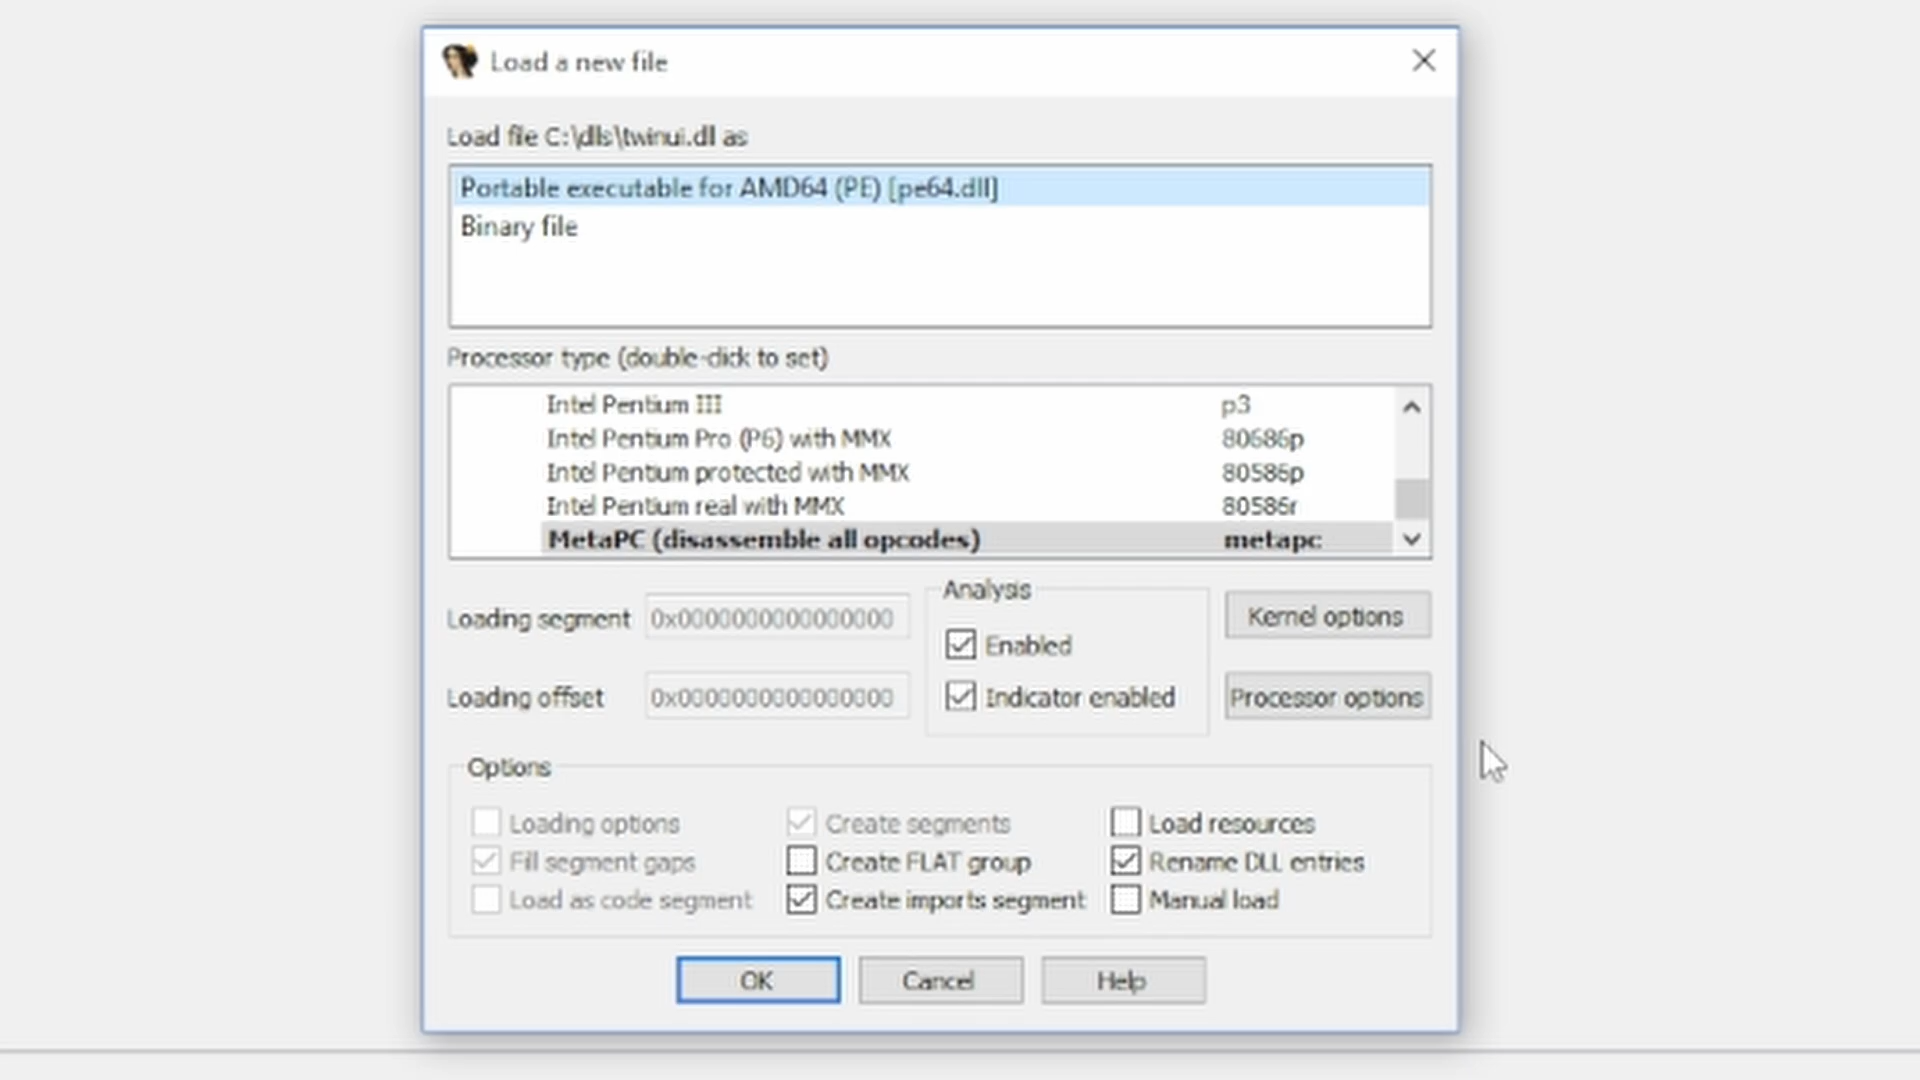 Load a new file
Load file C:\dlls\twinui.dll as
Portable executable for AMD64 (PE) [pe64.dll]
Binary file
Processor type (double-click to set)
Intel Pentium III p3
Intel Pentium Pro (P6) with MMX 80686p
Intel Pentium protected with MMX 80586p
Intel Pentium real with MMX 80586r
MetaPC (disassemble all opcodes) metapc
Analysis
Loading segment 0x0000000000000000
Enabled
Kernel options
Loading offset 0x0000000000000000
Indicator enabled
Processor options
Options
Loading options Create segments Load resources
Fill segment gaps Create FLAT group Rename DLL entries
Load as code segment Create imports segment Manual load
OK Cancel Help